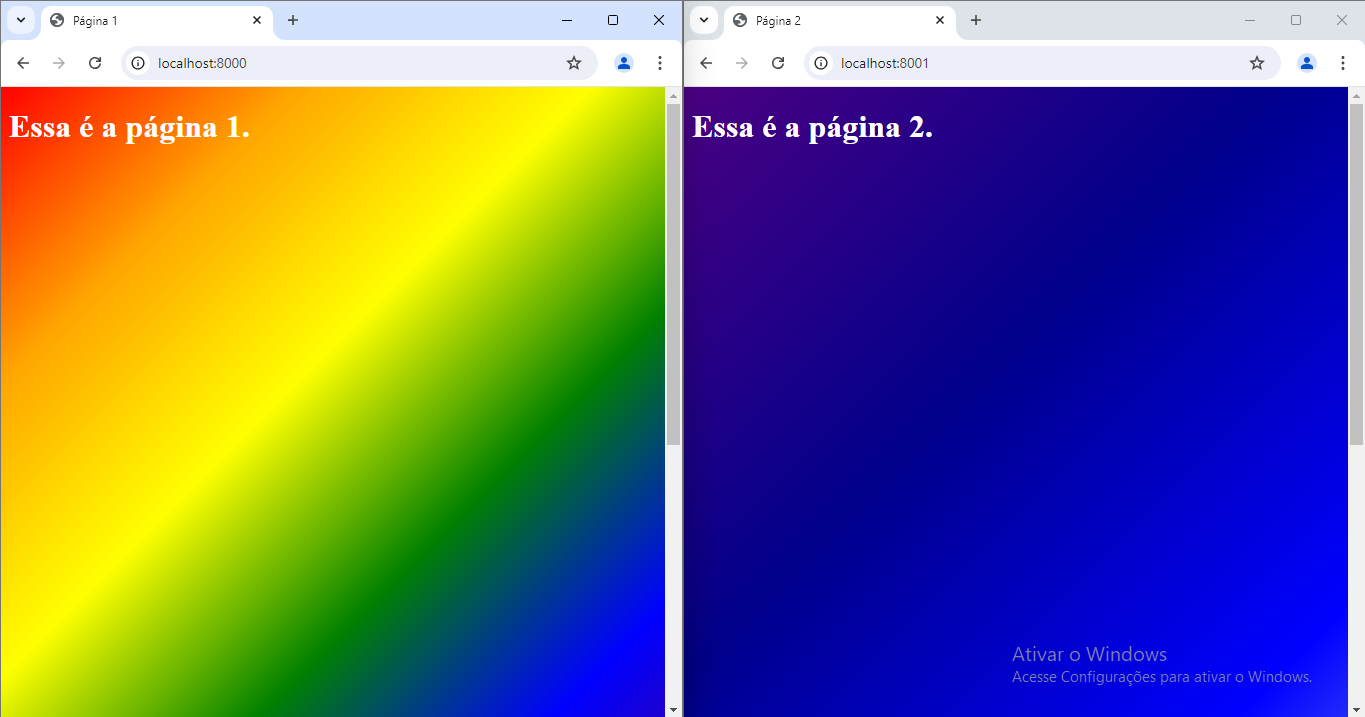 Página 1
localhost:8000
Essa é a página 1.
Página 2
localhost:8001
Essa é a página 2.
Ativar o Windows
Acesse Configurações para ativar o Windows.